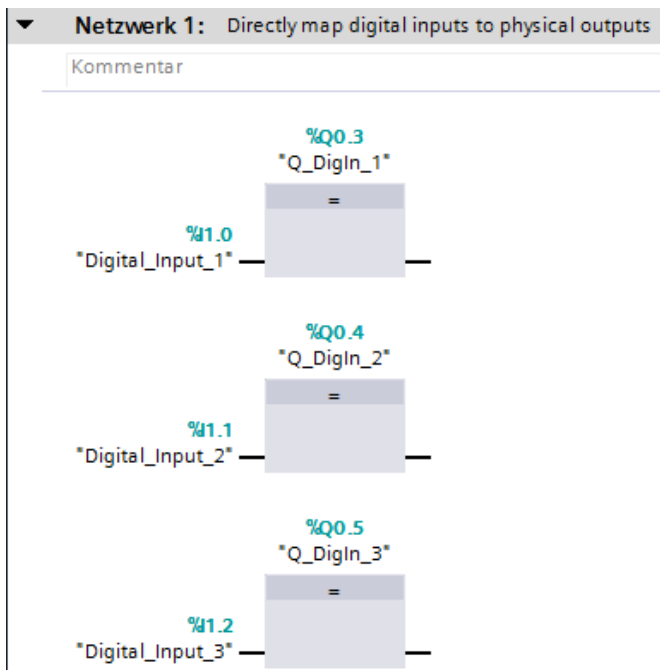 Netzwerk 1: Directly map digital inputs to physical outputs
Kommentar
%Q0.3
"Q_DigIn_1"
=
%I1.0
"Digital_Input_1"
%Q0.4
"Q_DigIn_2"
=
%I1.1
"Digital_Input_2"
%Q0.5
"Q_DigIn_3"
=
%I1.2
"Digital_Input_3"